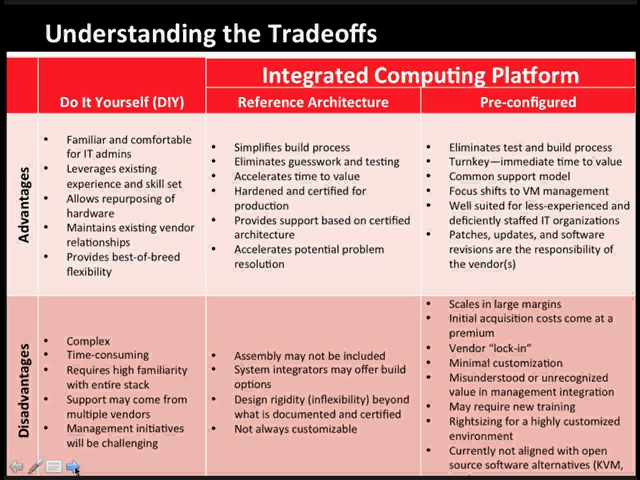 Understanding the Tradeoffs
Integrated Computing Platform
Do It Yourself (DIY)
Reference Architecture
Pre-configured
Advantages
• Familiar and comfortable
for IT admins
• Leverages existing
experience and skill set
• Allows repurposing of
hardware
• Maintains existing vendor
relationships
• Provides best-of-breed
flexibility
• Simplifies build process
• Eliminates guesswork and testing
• Accelerates time to value
• Hardened and certified for
production
• Provides support based on certified
architecture
• Accelerates potential problem
resolution
• Eliminates test and build process
• Turnkey—immediate time to value
• Common support model
• Focus shifts to VM management
• Well suited for less-experienced and
deficiently staffed IT organizations
• Patches, updates, and software
revisions are the responsibility of
the vendor(s)
Disadvantages
• Complex
• Time-consuming
• Requires high familiarity
with entire stack
• Support may come from
multiple vendors
• Management initiatives
will be challenging
• Assembly may not be included
• System integrators may offer build
options
• Design rigidity (inflexibility) beyond
what is documented and certified
• Not always customizable
• Scales in large margins
• Initial acquisition costs come at a
premium
• Vendor “lock-in”
• Minimal customization
• Misunderstood or unrecognized
value in management integration
• May require new training
• Rightsizing for a highly customized
environment
• Currently not aligned with open
source software alternatives (KVM,